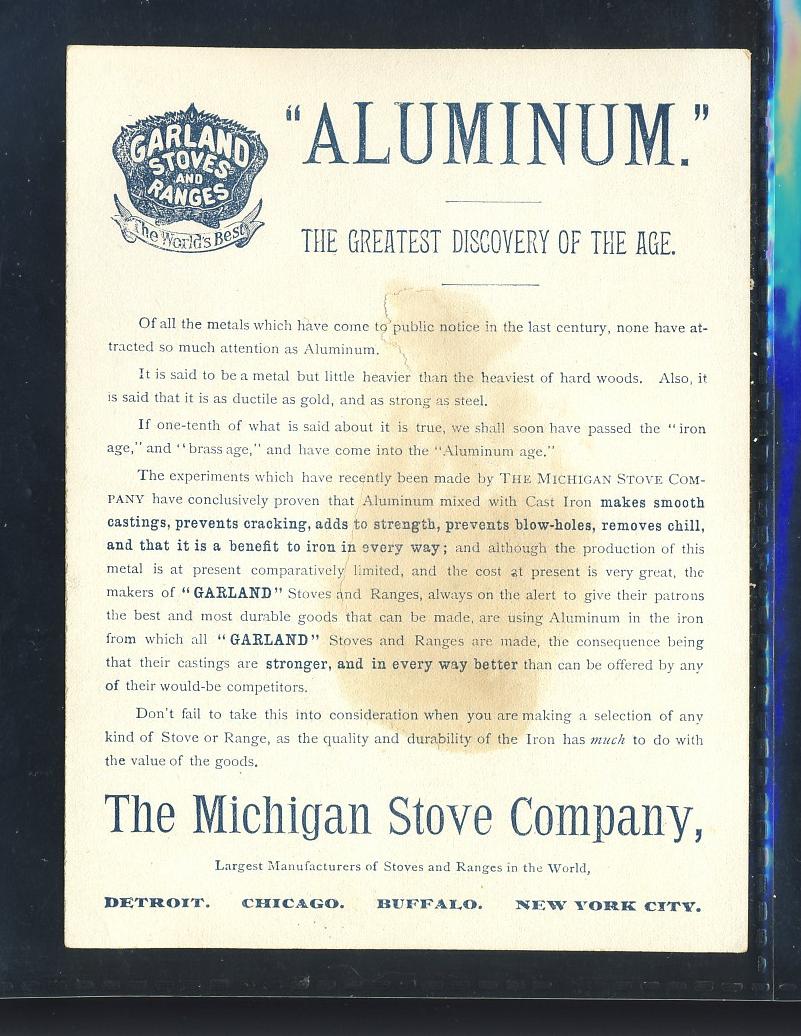 GARLAND
STOVES
AND
RANGES
The World's Best
"ALUMINUM."
THE GREATEST DISCOVERY OF THE AGE.
Of all the metals which have come to public notice in the last century, none have at-
tracted so much attention as Aluminum.
It is said to be a metal but little heavier than the heaviest of hard woods. Also, it
is said that it is as ductile as gold, and as strong as steel.
If one-tenth of what is said about it is true, we shall soon have passed the "iron
age," and "brass age," and have come into the "Aluminum age."
The experiments which have recently been made by THE MICHIGAN STOVE COM-
PANY have conclusively proven that Aluminum mixed with Cast Iron makes smooth
castings, prevents cracking, adds to strength, prevents blow-holes, removes chill,
and that it is a benefit to iron in every way; and although the production of this
metal is at present comparatively limited, and the cost at present is very great, the
makers of "GARLAND" Stoves and Ranges, always on the alert to give their patrons
the best and most durable goods that can be made, are using Aluminum in the iron
from which all "GARLAND" Stoves and Ranges are made, the consequence being
that their castings are stronger, and in every way better than can be offered by any
of their would-be competitors.
Don't fail to take this into consideration when you are making a selection of any
kind of Stove or Range, as the quality and durability of the Iron has much to do with
the value of the goods.
The Michigan Stove Company,
Largest Manufacturers of Stoves and Ranges in the World,
DETROIT. CHICAGO. BUFFALO. NEW YORK CITY.